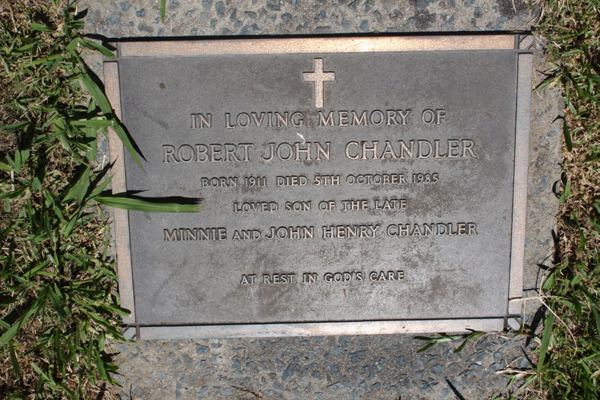 IN LOVING MEMORY OF
ROBERT JOHN CHANDLER
BORN 1911 DIED 5TH OCTOBER 1985
LOVED SON OF THE LATE
MINNIE AND JOHN HENRY CHANDLER
AT REST IN GOD'S CARE